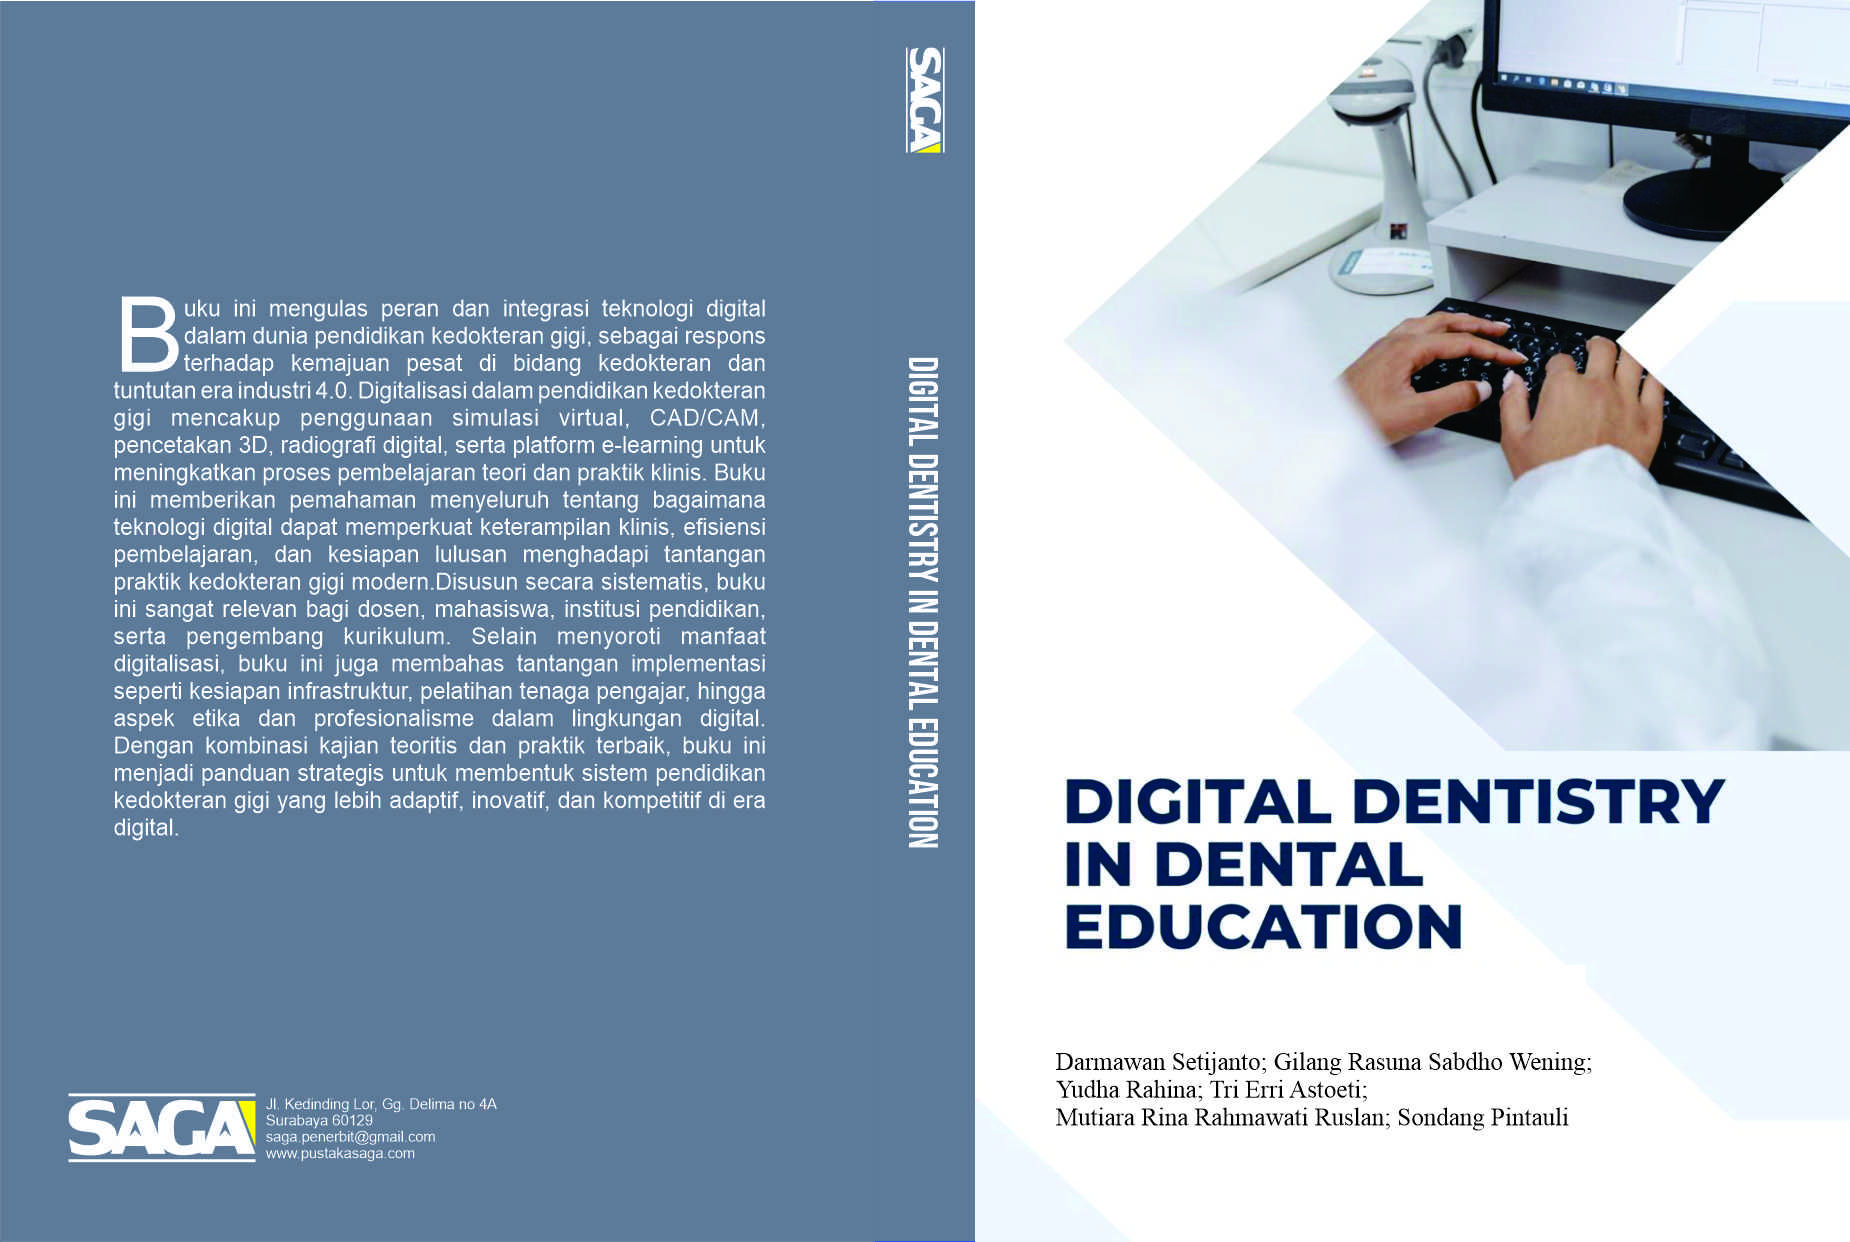 Buku ini mengulas peran dan integrasi teknologi digital
dalam dunia pendidikan kedokteran gigi, sebagai respons
terhadap kemajuan pesat di bidang kedokteran dan
tuntutan era industri 4.0. Digitalisasi dalam pendidikan kedokteran
gigi mencakup penggunaan simulasi virtual, CAD/CAM,
pencetakan 3D, radiografi digital, serta platform e-learning untuk
meningkatkan proses pembelajaran teori dan praktik klinis. Buku
ini memberikan pemahaman menyeluruh tentang bagaimana
teknologi digital dapat memperkuat keterampilan klinis, efisiensi
pembelajaran, dan kesiapan lulusan menghadapi tantangan
praktik kedokteran gigi modern.Disusun secara sistematis, buku
ini sangat relevan bagi dosen, mahasiswa, institusi pendidikan,
serta pengembang kurikulum. Selain menyoroti manfaat
digitalisasi, buku ini juga membahas tantangan implementasi
seperti kesiapan infrastruktur, pelatihan tenaga pengajar, hingga
aspek etika dan profesionalisme dalam lingkungan digital.
Dengan kombinasi kajian teoritis dan praktik terbaik, buku ini
menjadi panduan strategis untuk membentuk sistem pendidikan
kedokteran gigi yang lebih adaptif, inovatif, dan kompetitif di era
digital.
SAGA
Jl. Kedinding Lor, Gg. Delima no 4A
Surabaya 60129
saga.penerbit@gmail.com
www.pustakasaga.com
SAGA
DIGITAL DENTISTRY IN DENTAL EDUCATION
DIGITAL DENTISTRY
IN DENTAL
EDUCATION
Darmawan Setijanto; Gilang Rasuna Sabdho Wening;
Yudha Rahina; Tri Erri Astoeti;
Mutiara Rina Rahmawati Ruslan; Sondang Pintauli